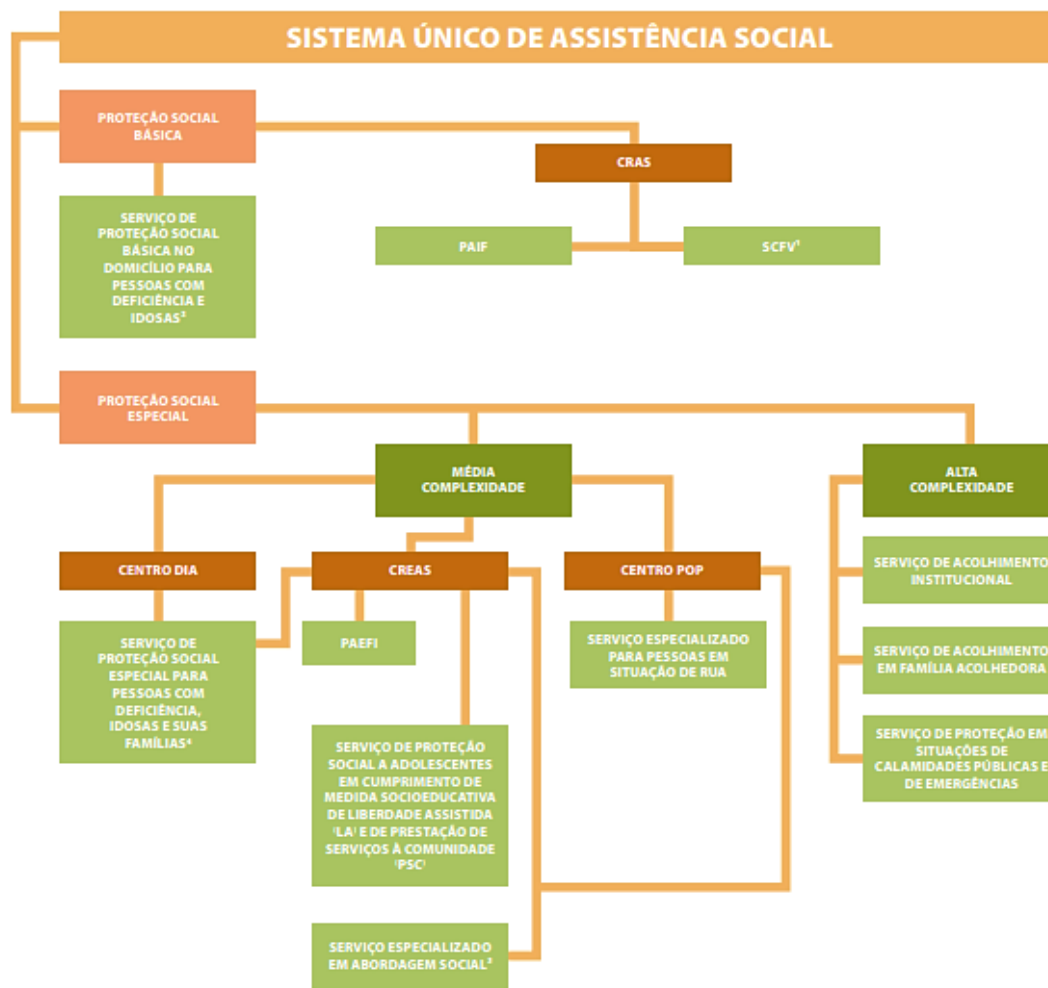 SISTEMA ÚNICO DE ASSISTÊNCIA SOCIAL
PROTEÇÃO SOCIAL
BÁSICA
CRAS
SERVIÇO DE
PROTEÇÃO SOCIAL
BÁSICA NO
DOMICÍLIO PARA
PESSOAS COM
DEFICIÊNCIA E
IDOSAS²
PAIF
SCFV¹
PROTEÇÃO SOCIAL
ESPECIAL
MÉDIA
COMPLEXIDADE
ALTA
COMPLEXIDADE
CENTRO DIA
CREAS
CENTRO POP
SERVIÇO DE ACOLHIMENTO
INSTITUCIONAL
SERVIÇO DE
PROTEÇÃO SOCIAL
ESPECIAL PARA
PESSOAS COM
DEFICIÊNCIA,
IDOSAS E SUAS
FAMÍLIAS⁴
PAEFI
SERVIÇO ESPECIALIZADO
PARA PESSOAS EM
SITUAÇÃO DE RUA
SERVIÇO DE ACOLHIMENTO
EM FAMÍLIA ACOLHEDORA
SERVIÇO DE PROTEÇÃO
SOCIAL A ADOLESCENTES
EM CUMPRIMENTO DE
MEDIDA SOCIOEDUCATIVA
DE LIBERDADE ASSISTIDA
(LA) E DE PRESTAÇÃO DE
SERVIÇOS À COMUNIDADE
(PSC)
SERVIÇO DE PROTEÇÃO EM
SITUAÇÕES DE
CALAMIDADES PÚBLICAS E
DE EMERGÊNCIAS
SERVIÇO ESPECIALIZADO
EM ABORDAGEM SOCIAL³